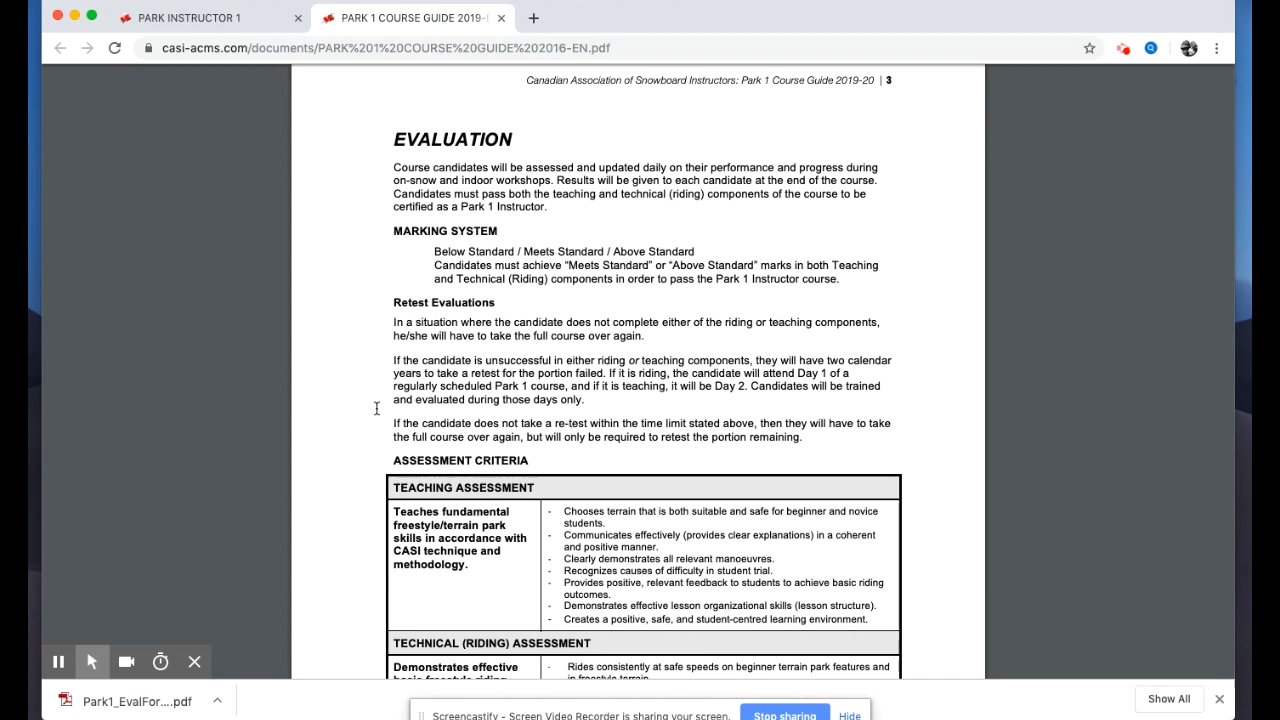 PARK INSTRUCTOR 1
PARK 1 COURSE GUIDE 2019-
casi-acms.com/documents/PARK%201%20COURSE%20GUIDE%202016-EN.pdf
Canadian Association of Snowboard Instructors: Park 1 Course Guide 2019-20 | 3
EVALUATION
Course candidates will be assessed and updated daily on their performance and progress during
on-snow and indoor workshops. Results will be given to each candidate at the end of the course.
Candidates must pass both the teaching and technical (riding) components of the course to be
certified as a Park 1 Instructor.
MARKING SYSTEM
Below Standard / Meets Standard / Above Standard
Candidates must achieve “Meets Standard” or “Above Standard” marks in both Teaching
and Technical (Riding) components in order to pass the Park 1 Instructor course.
Retest Evaluations
In a situation where the candidate does not complete either of the riding or teaching components,
he/she will have to take the full course over again.
If the candidate is unsuccessful in either riding or teaching components, they will have two calendar
years to take a retest for the portion failed. If it is riding, the candidate will attend Day 1 of a
regularly scheduled Park 1 course, and if it is teaching, it will be Day 2. Candidates will be trained
and evaluated during those days only.
If the candidate does not take a re-test within the time limit stated above, then they will have to take
the full course over again, but will only be required to retest the portion remaining.
ASSESSMENT CRITERIA
TEACHING ASSESSMENT
Teaches fundamental
freestyle/terrain park
skills in accordance with
CASI technique and
methodology.
- Chooses terrain that is both suitable and safe for beginner and novice
students.
- Communicates effectively (provides clear explanations) in a coherent
and positive manner.
- Clearly demonstrates all relevant manoeuvres.
- Recognizes causes of difficulty in student trial.
- Provides positive, relevant feedback to students to achieve basic riding
outcomes.
- Demonstrates effective lesson organizational skills (lesson structure).
- Creates a positive, safe, and student-centred learning environment.
TECHNICAL (RIDING) ASSESSMENT
Demonstrates effective
basic freestyle riding
- Rides consistently at safe speeds on beginner terrain park features and
in freestyle terrain.
Park1_EvalFor....pdf
Show All
Screencastify - Screen Video Recorder is sharing your screen.
Stop sharing
Hide